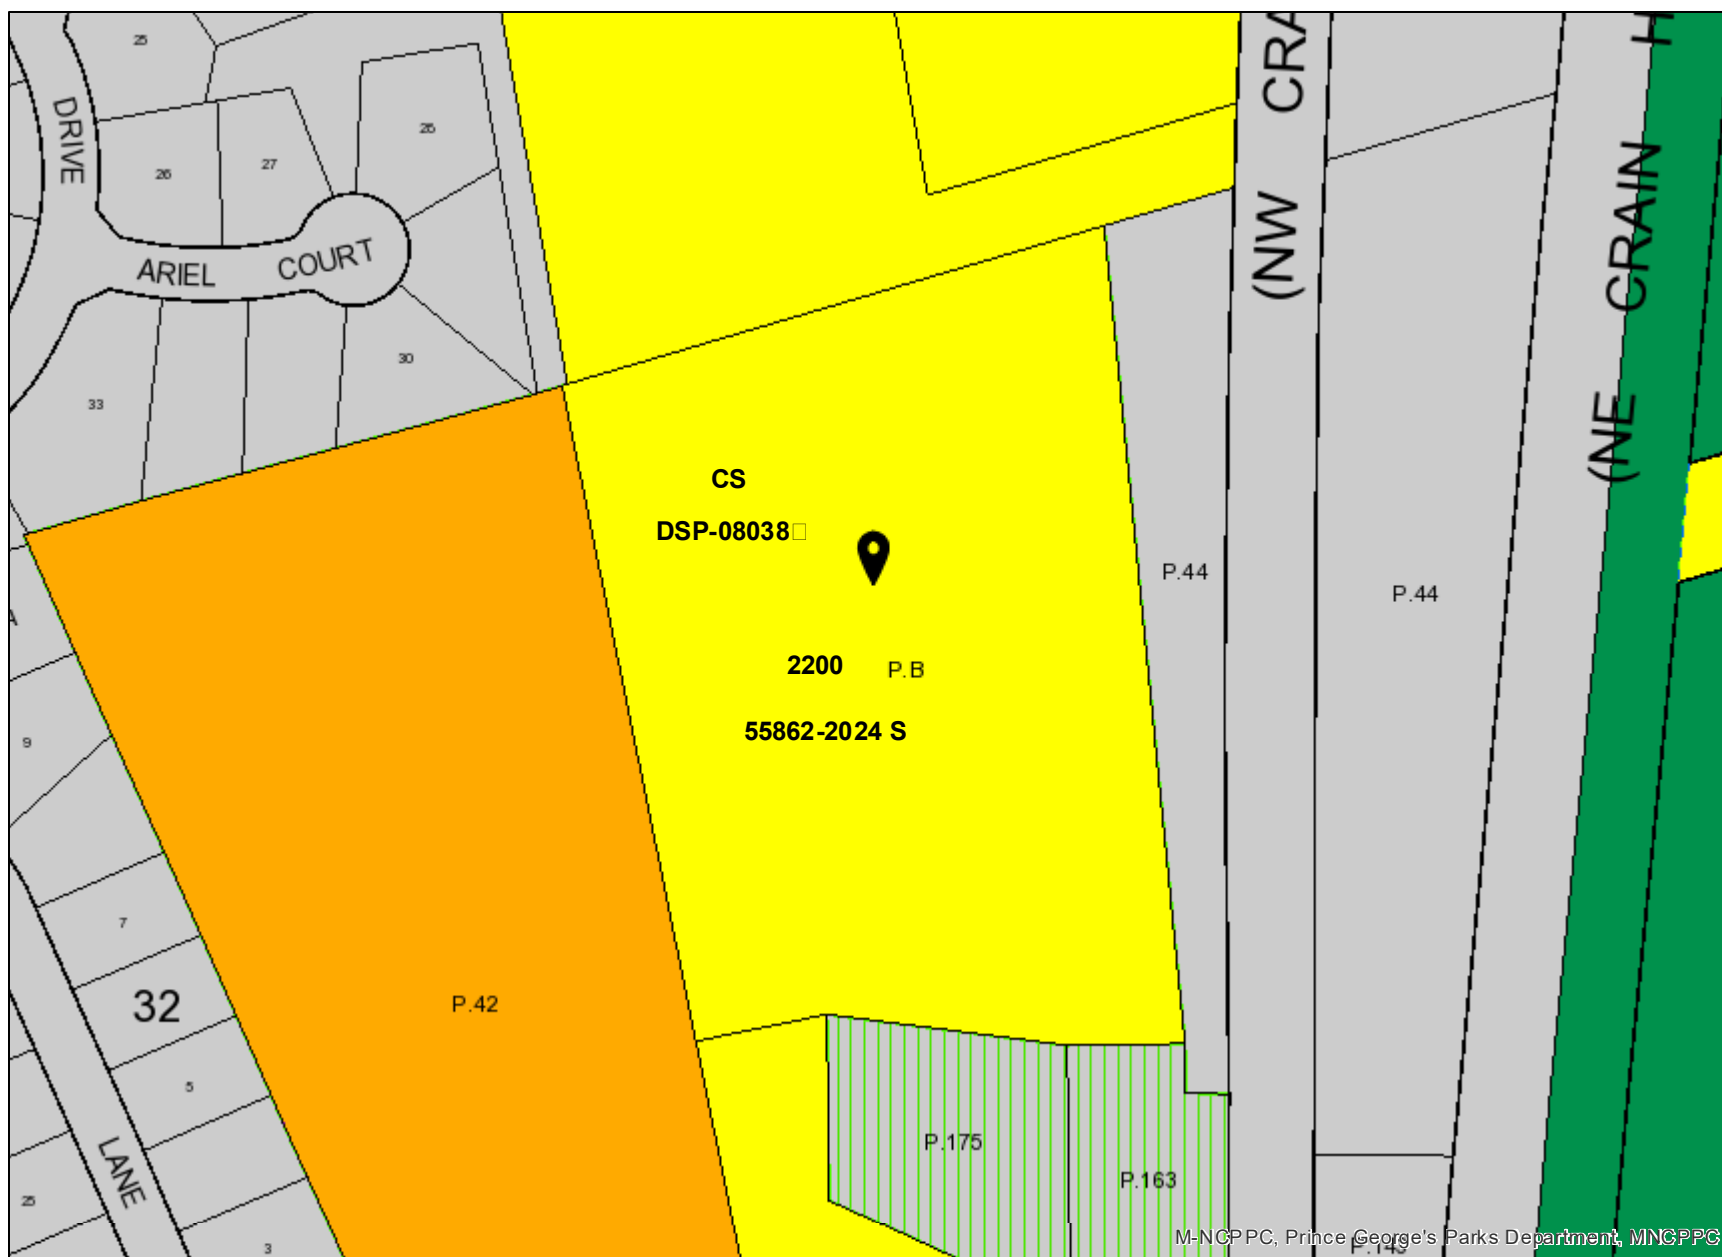 25
DRIVE
26
27
26
ARIEL COURT
30
33
(NW CRA
(NE CRAIN H
CS
DSP-08038
P.44
P.44
A
2200
P.B
55862-2024 S
9
7
32
P.42
5
LANE
25
3
P.175
P.163
P.143
M-NCPPC, Prince George's Parks Department, MNCPPC